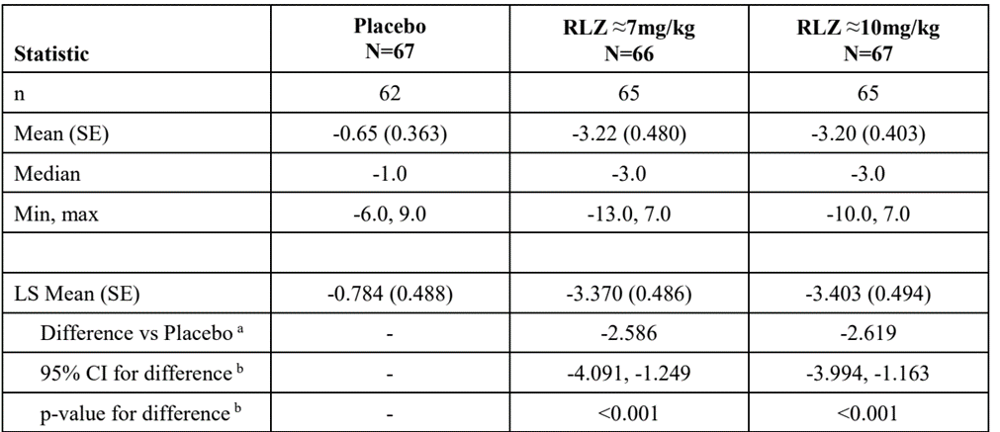 Statistic Placebo N=67 RLZ ≈7mg/kg N=66 RLZ ≈10mg/kg N=67
n 62 65 65
Mean (SE) -0.65 (0.363) -3.22 (0.480) -3.20 (0.403)
Median -1.0 -3.0 -3.0
Min, max -6.0, 9.0 -13.0, 7.0 -10.0, 7.0
LS Mean (SE) -0.784 (0.488) -3.370 (0.486) -3.403 (0.494)
Difference vs Placebo ᵃ - -2.586 -2.619
95% CI for difference ᵇ - -4.091, -1.249 -3.994, -1.163
p-value for difference ᵇ - <0.001 <0.001